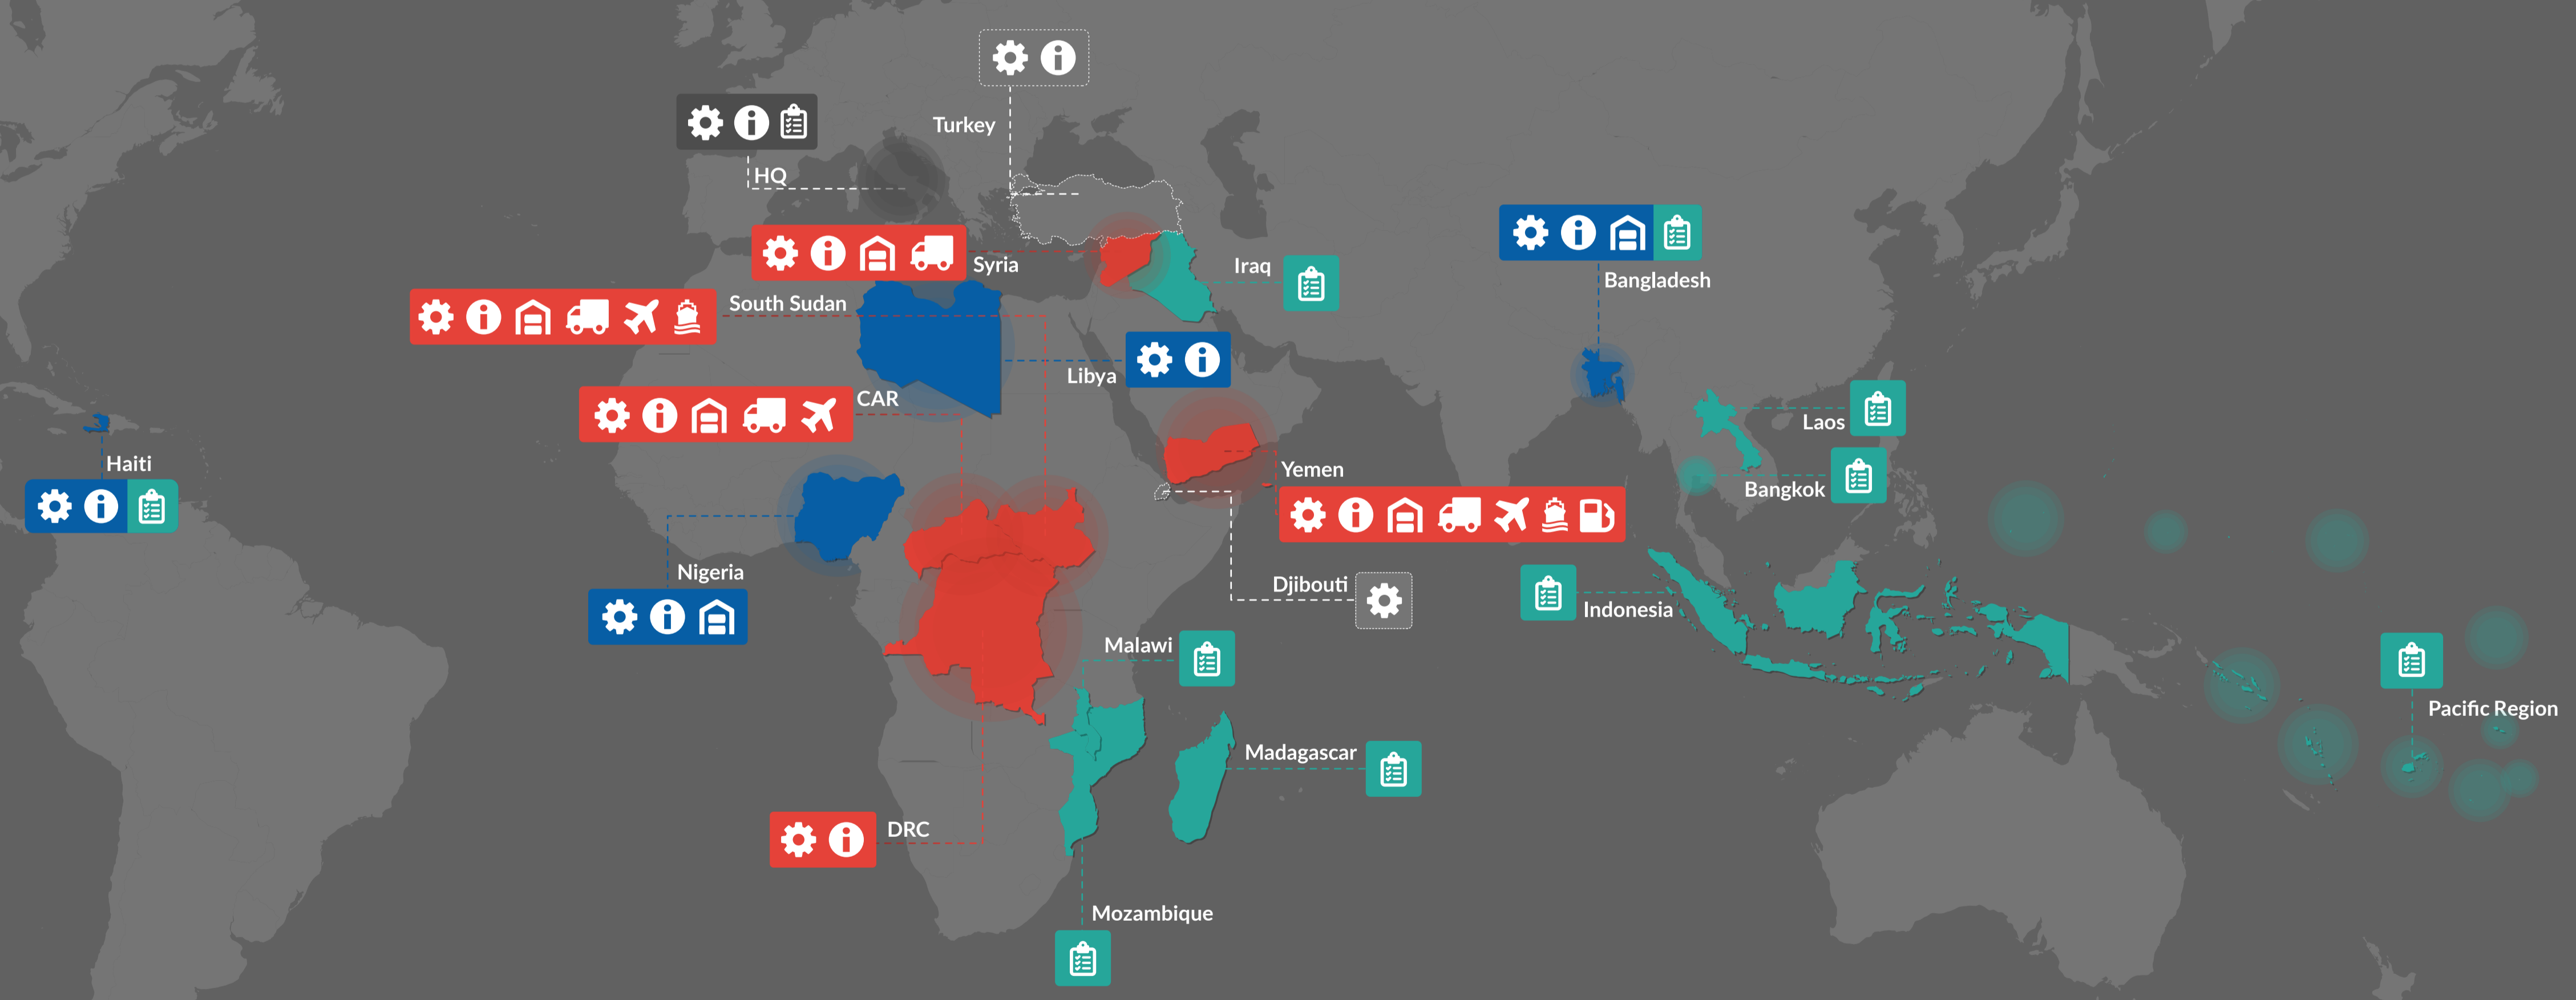 Turkey
HQ
Syria
Iraq
Bangladesh
South Sudan
Libya
CAR
Laos
Haiti
Yemen
Bangkok
Nigeria
Djibouti
Indonesia
Malawi
Pacific Region
Madagascar
DRC
Mozambique